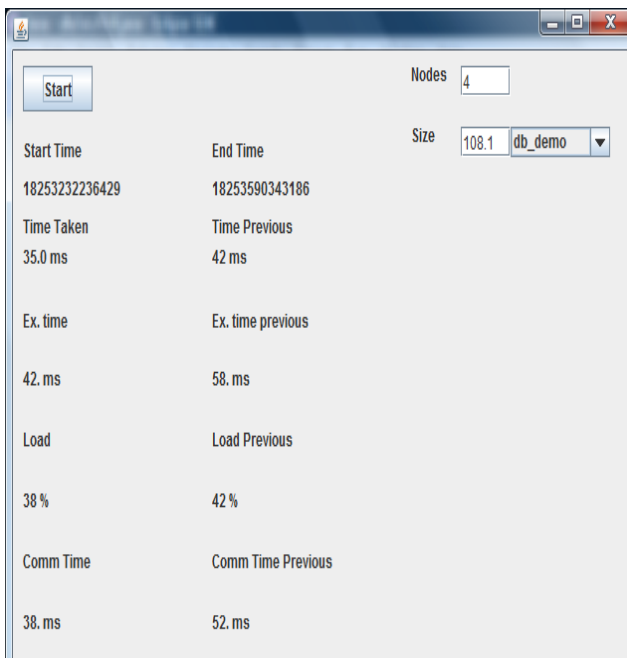 Start
Nodes 4
Size 108.1 db_demo
Start Time End Time
18253232236429 18253590343186
Time Taken Time Previous
35.0 ms 42 ms
Ex. time Ex. time previous
42. ms 58. ms
Load Load Previous
38 % 42 %
Comm Time Comm Time Previous
38. ms 52. ms